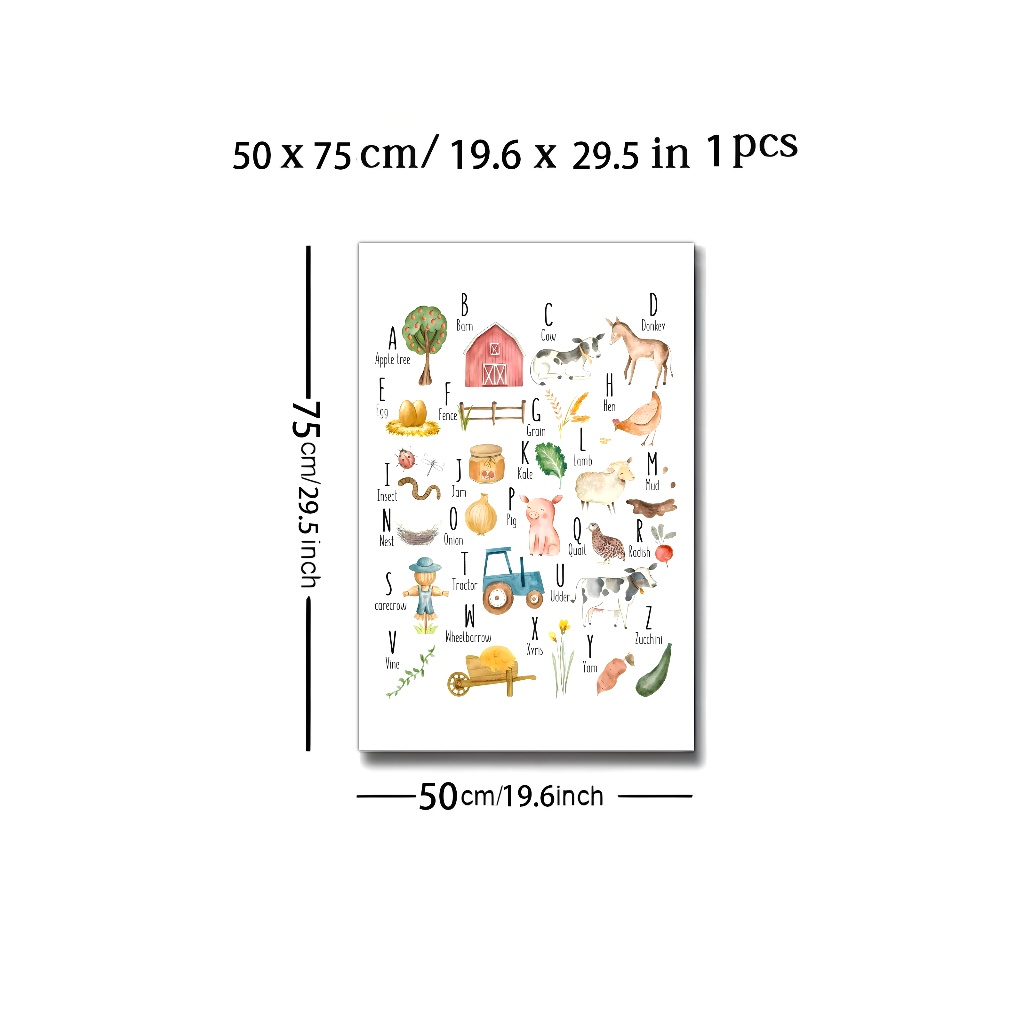 50 x 75 cm/ 19.6 x 29.5 in 1 pcs
75cm/29.5 inch
A
Apple tree
B
Barn
C
Cow
D
Donkey
E
Egg
F
Fence
G
Grain
H
Hen
I
Insect
J
Jam
K
Kale
L
Lamb
M
Mud
N
Nest
O
Onion
P
Pig
Q
Quail
R
Radish
S
carecrow
T
Tractor
U
Udder
V
Vine
W
Wheelbarrow
X
Xyris
Y
Yam
Z
Zucchini
50cm/19.6inch